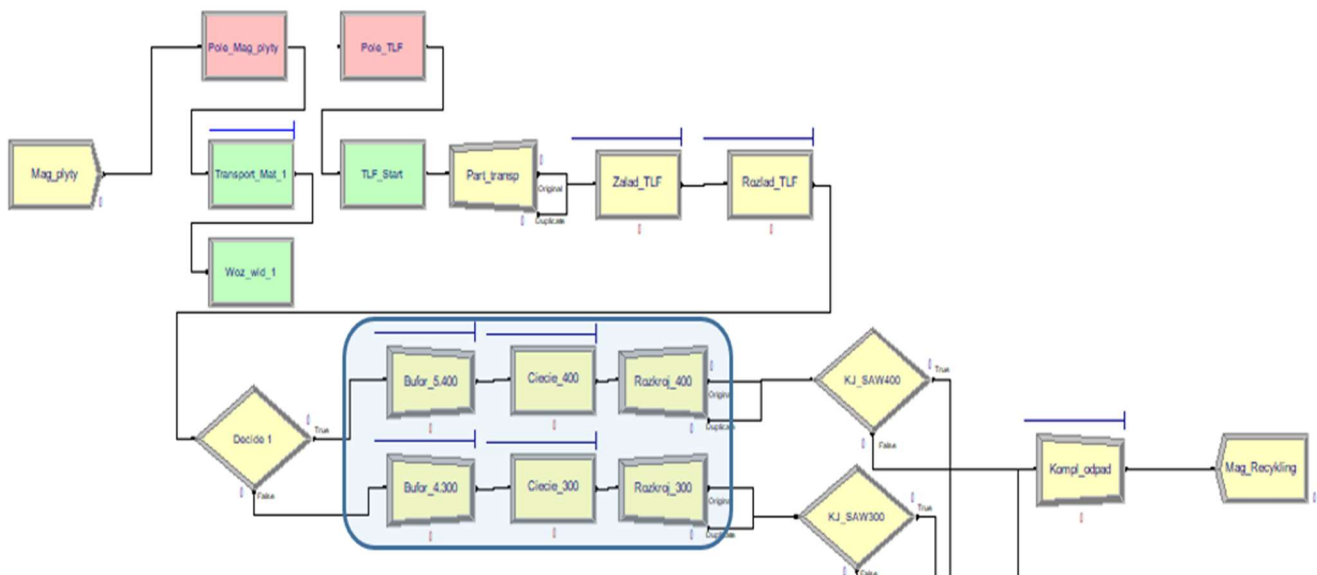 Pole_Mag_plyty
Pole_TLF
Mag_plyty
Transport_Mat_1
TLF_Start
Part_transp
Original
Duplicate
Zalad_TLF
Rozlad_TLF
Woz_wid_1
Decide 1
True
False
Bufor_5.400
Ciecie_400
Rozkroj_400
Original
Duplicate
KJ_SAW400
True
False
Bufor_4.300
Ciecie_300
Rozkroj_300
Original
Duplicate
KJ_SAW300
True
False
Kompl_odpad
Mag_Recykling